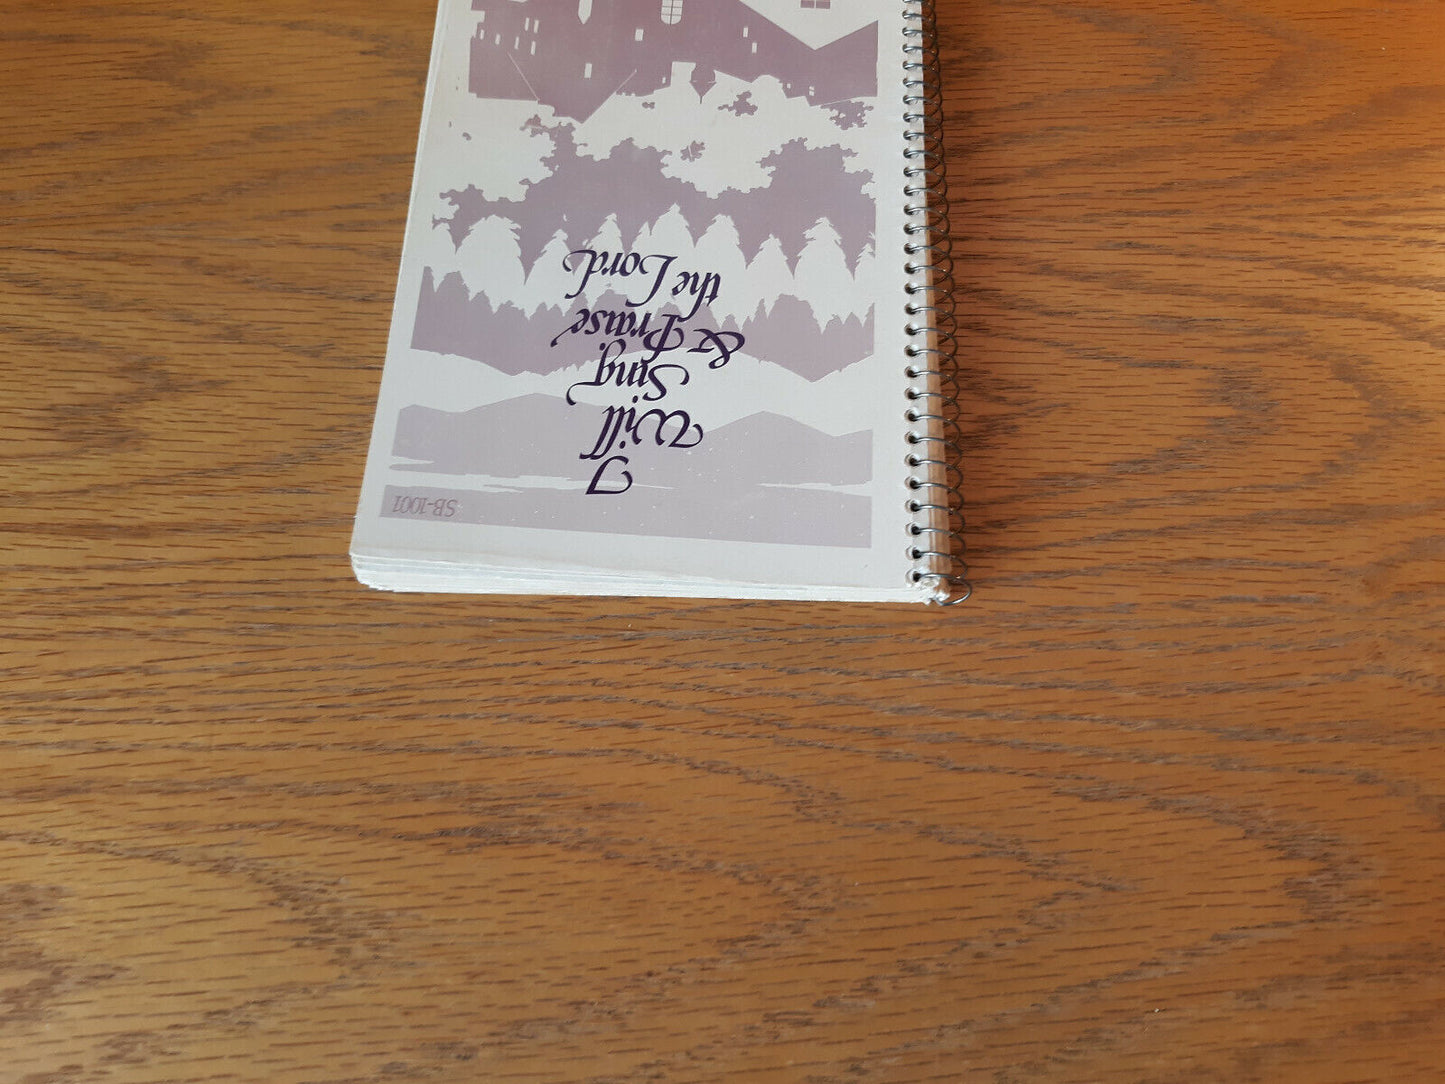 SB-1001
I
Will
Sing
& Praise
the Lord